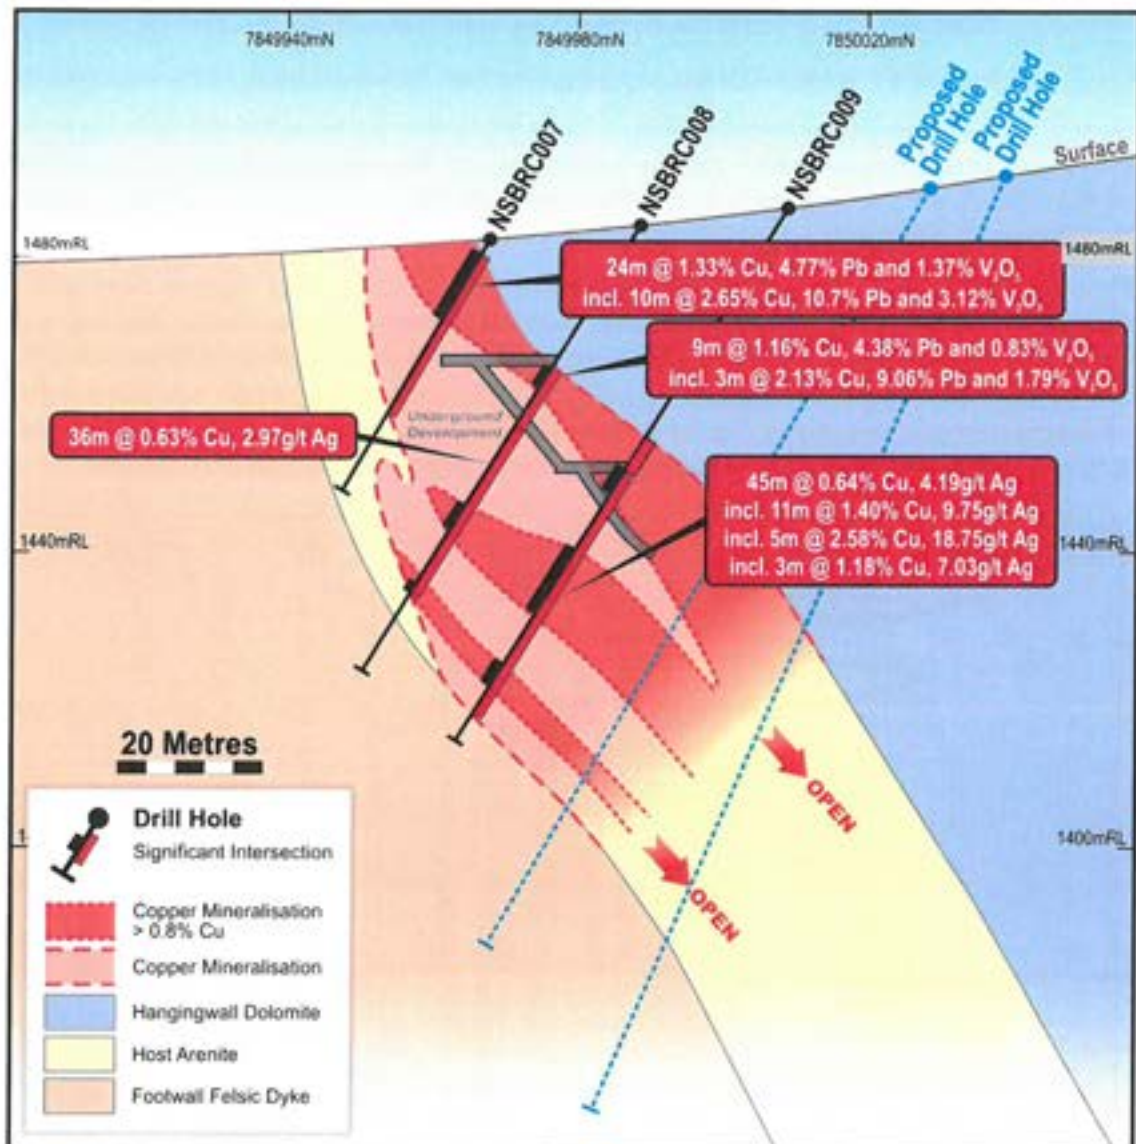 7849940mN
7849980mN
7850020mN
NSBRC007
NSBRC008
NSBRC009
Proposed
Drill Hole
Proposed
Drill Hole
Surface
1480mRL
1480mRL
24m @ 1.33% Cu, 4.77% Pb and 1.37% V₂O₅
incl. 10m @ 2.65% Cu, 10.7% Pb and 3.12% V₂O₅
9m @ 1.16% Cu, 4.38% Pb and 0.83% V₂O₅
incl. 3m @ 2.13% Cu, 9.06% Pb and 1.79% V₂O₅
Underground
Development
36m @ 0.63% Cu, 2.97g/t Ag
45m @ 0.64% Cu, 4.19g/t Ag
incl. 11m @ 1.40% Cu, 9.75g/t Ag
incl. 5m @ 2.58% Cu, 18.75g/t Ag
incl. 3m @ 1.18% Cu, 7.03g/t Ag
1440mRL
1440mRL
20 Metres
OPEN
OPEN
1400mRL
Drill Hole
Significant Intersection
Copper Mineralisation
> 0.8% Cu
Copper Mineralisation
Hangingwall Dolomite
Host Arenite
Footwall Felsic Dyke